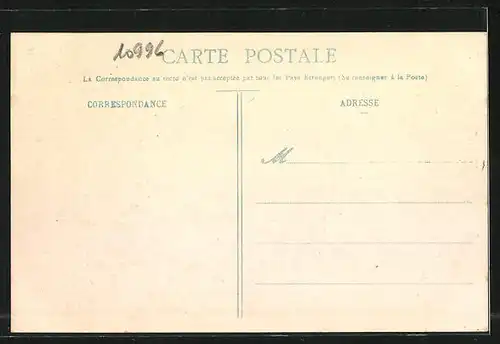 10996
CARTE POSTALE
La Correspondance au recto n'est pas acceptée par tous les Pays Etrangers (Se renseigner à la Poste)
CORRESPONDANCE
ADRESSE
M